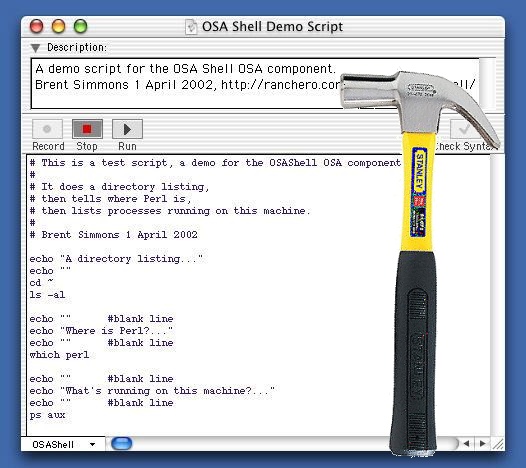 OSA Shell Demo Script
Description:
A demo script for the OSA Shell OSA component.
Brent Simmons 1 April 2002, http://ranchero.com
STANLEY
Record Stop Run Check Syntax
# This is a test script, a demo for the OSAShell OSA component
#
# It does a directory listing,
# then tells where Perl is,
# then lists processes running on this machine.
#
# Brent Simmons 1 April 2002
echo "A directory listing..."
echo ""
cd ~
ls -al
echo "" #blank line
echo "Where is Perl?..."
echo "" #blank line
which perl
echo "" #blank line
echo "What's running on this machine?..."
echo "" #blank line
ps aux
OSAShell